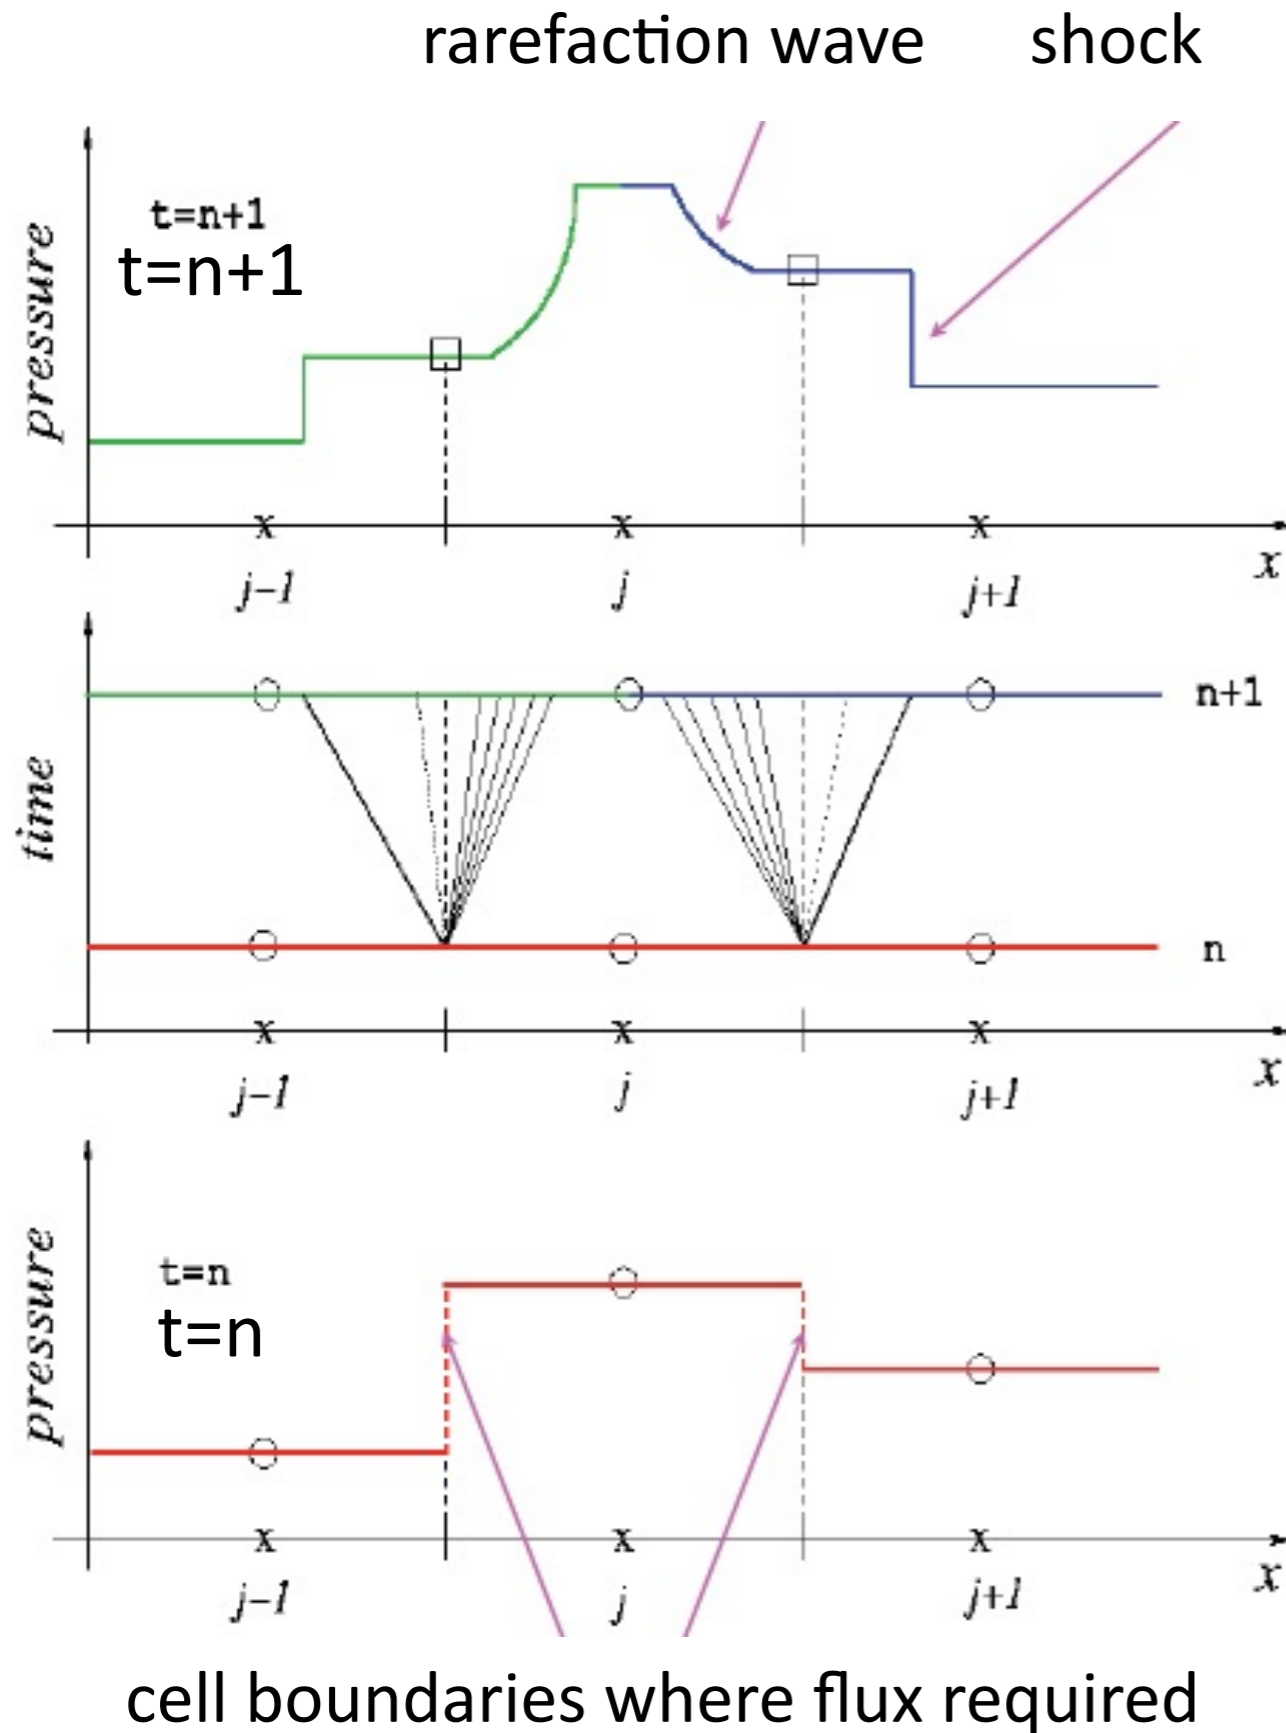 rarefaction wave shock
t=n+1
t=n+1
pressure
x x x
j-1 j j+1 x
time
n+1
n
x x x
j-1 j j+1 x
pressure
t=n
t=n
x x x
j-1 j j+1 x
cell boundaries where flux required